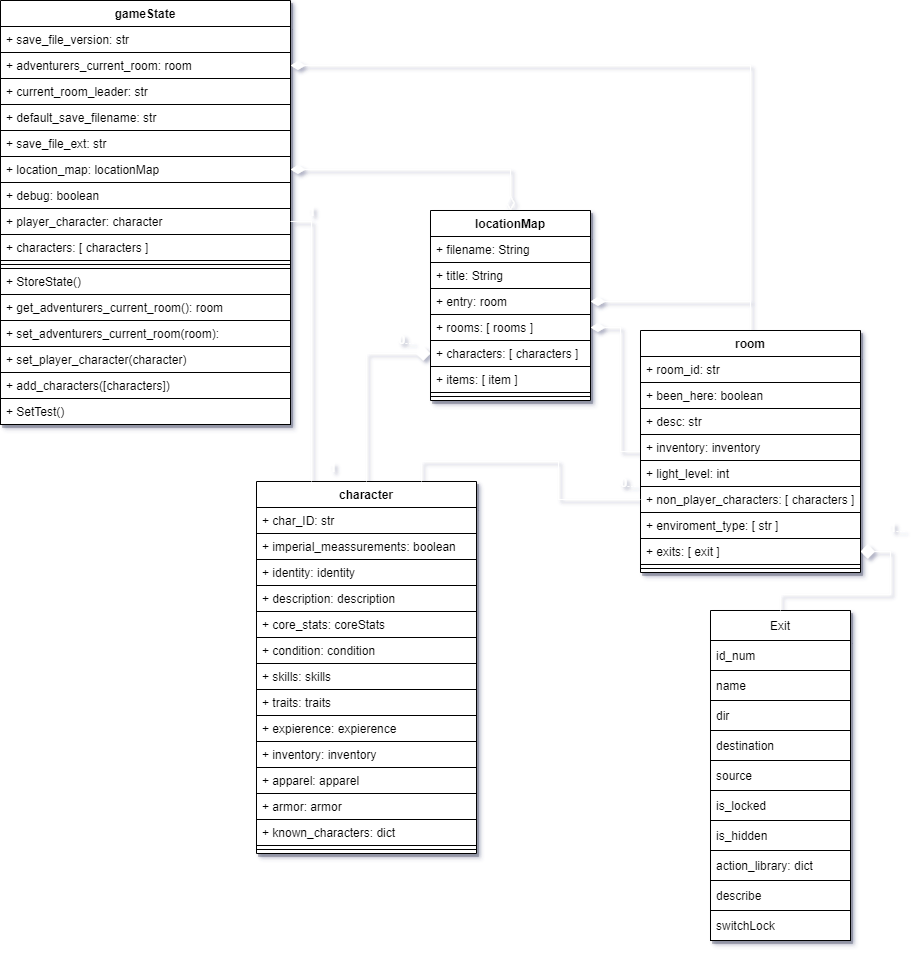 gameState
+ save_file_version: str
+ adventurers_current_room: room
+ current_room_leader: str
+ default_save_filename: str
+ save_file_ext: str
+ location_map: locationMap
+ debug: boolean
+ player_character: character
+ characters: [ characters ]
+ StoreState()
+ get_adventurers_current_room(): room
+ set_adventurers_current_room(room):
+ set_player_character(character)
+ add_characters([characters])
+ SetTest()
locationMap
+ filename: String
+ title: String
+ entry: room
+ rooms: [ rooms ]
+ characters: [ characters ]
+ items: [ item ]
room
+ room_id: str
+ been_here: boolean
+ desc: str
+ inventory: inventory
+ light_level: int
+ non_player_characters: [ characters ]
+ enviroment_type: [ str ]
+ exits: [ exit ]
character
+ char_ID: str
+ imperial_meassurements: boolean
+ identity: identity
+ description: description
+ core_stats: coreStats
+ condition: condition
+ skills: skills
+ traits: traits
+ expierence: expierence
+ inventory: inventory
+ apparel: apparel
+ armor: armor
+ known_characters: dict
Exit
id_num
name
dir
destination
source
is_locked
is_hidden
action_library: dict
describe
switchLock